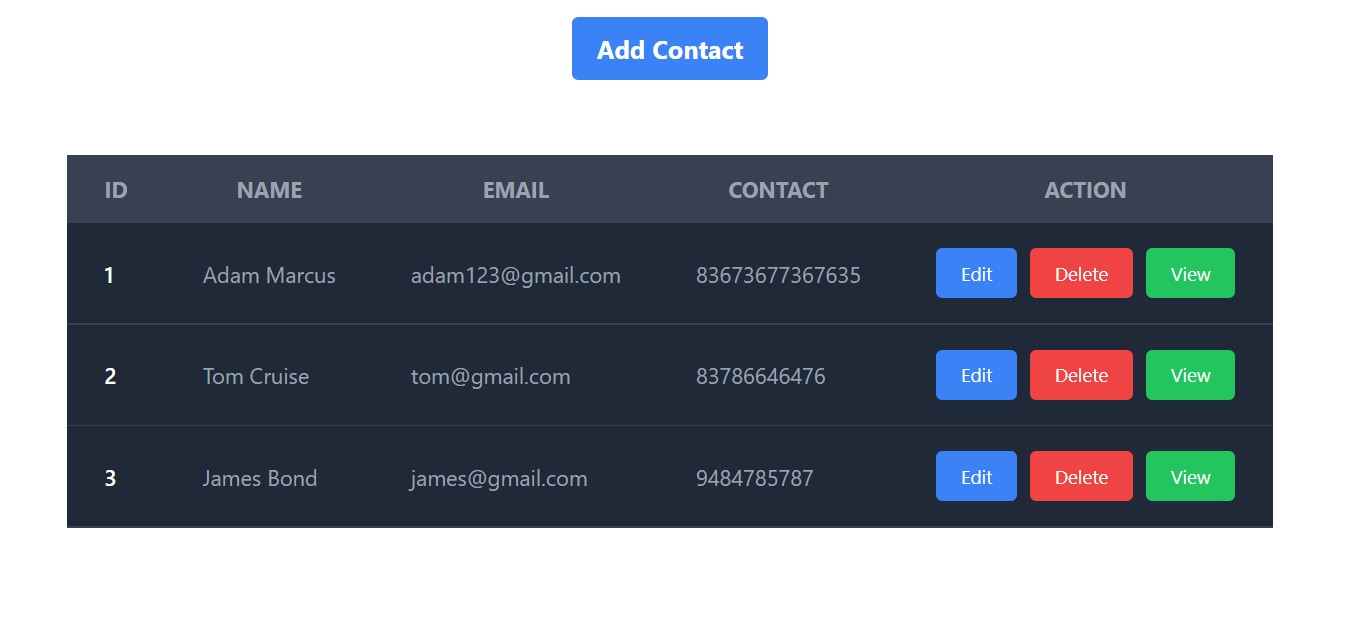 Add Contact
ID NAME EMAIL CONTACT ACTION
1 Adam Marcus adam123@gmail.com 83673677367635 Edit Delete View
2 Tom Cruise tom@gmail.com 83786646476 Edit Delete View
3 James Bond james@gmail.com 9484785787 Edit Delete View